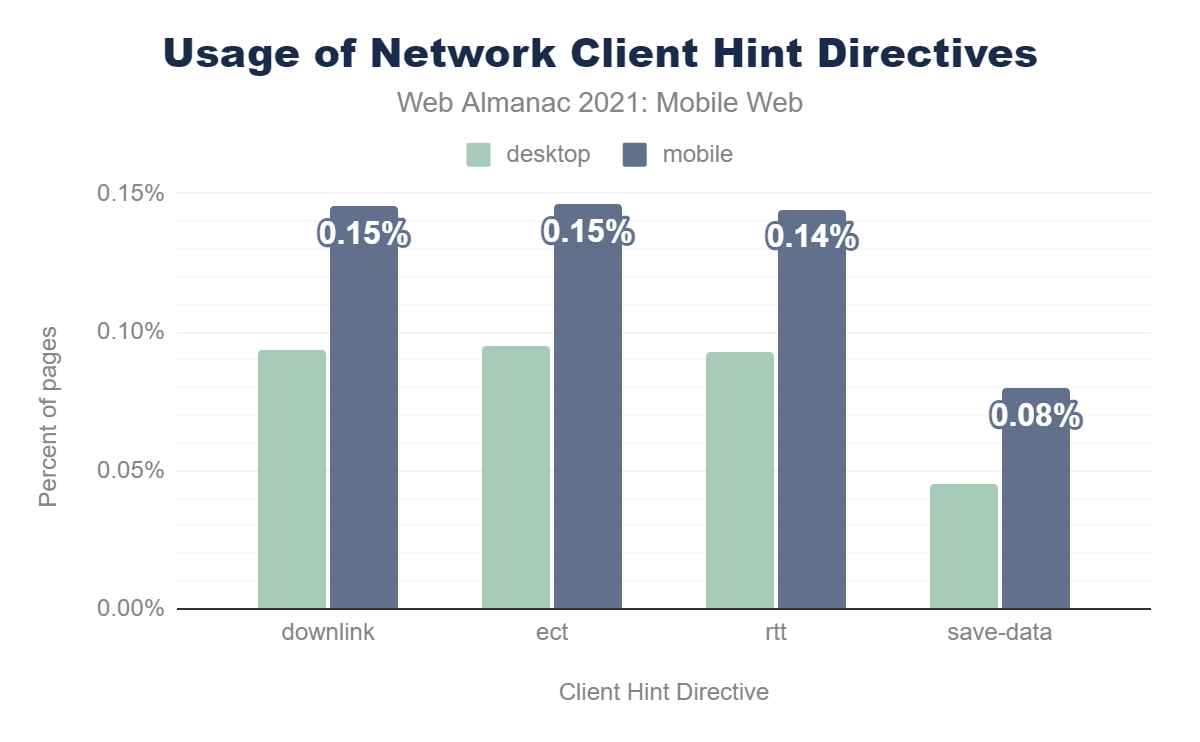 Usage of Network Client Hint Directives
Web Almanac 2021: Mobile Web
desktop mobile
Percent of pages
0.15%
0.10%
0.05%
0.00%
0.15% 0.15% 0.14% 0.08%
downlink ect rtt save-data
Client Hint Directive